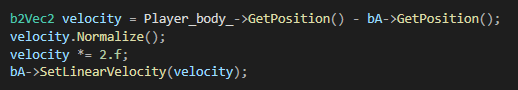 b2Vec2 velocity = Player_body_->GetPosition() - bA->GetPosition();
velocity.Normalize();
velocity *= 2.f;
bA->SetLinearVelocity(velocity);